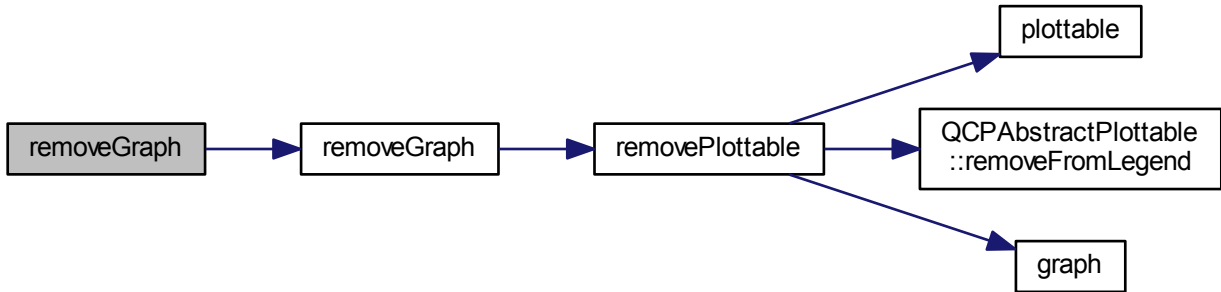 plottable
removeGraph
removeGraph
removePlottable
QCPAbstractPlottable
::removeFromLegend
graph